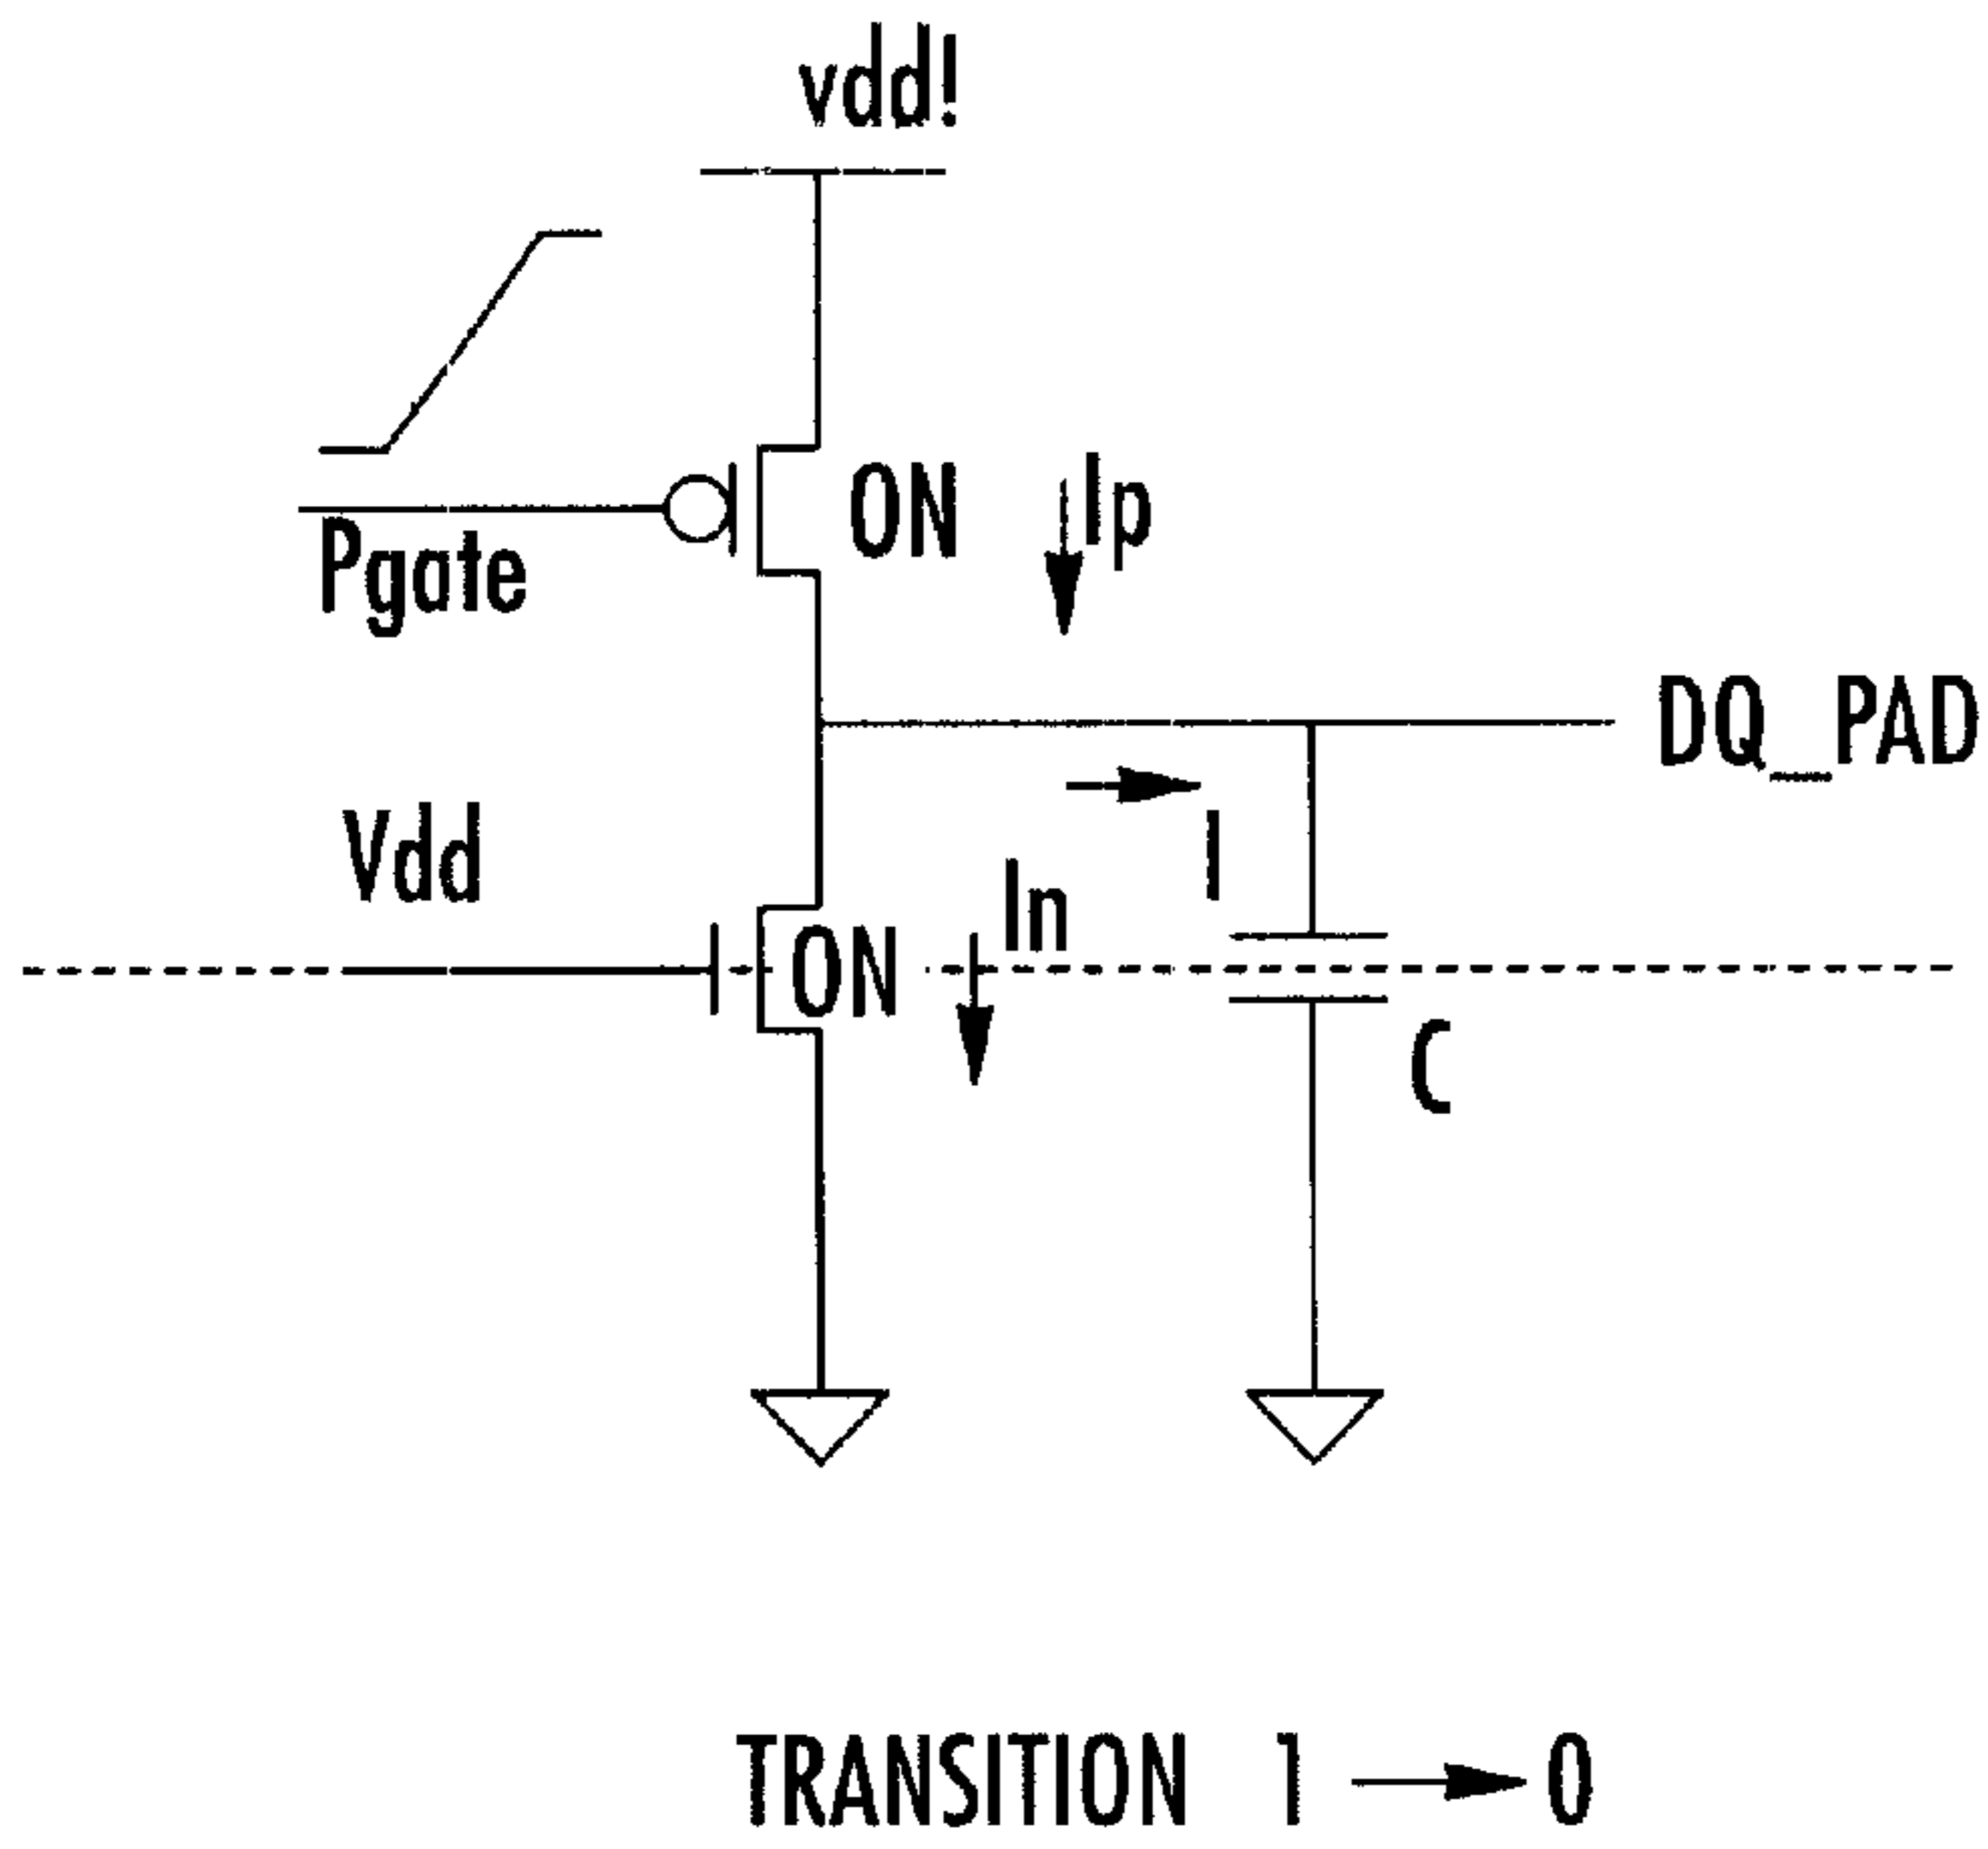 vdd!
ON
Ip
Pgate
DQ_PAD
Vdd
I
In
ON
C
TRANSITION 1 → 0